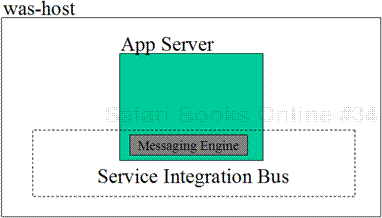 was-host
App Server
Safari Books Online #34
Messaging Engine
Service Integration Bus